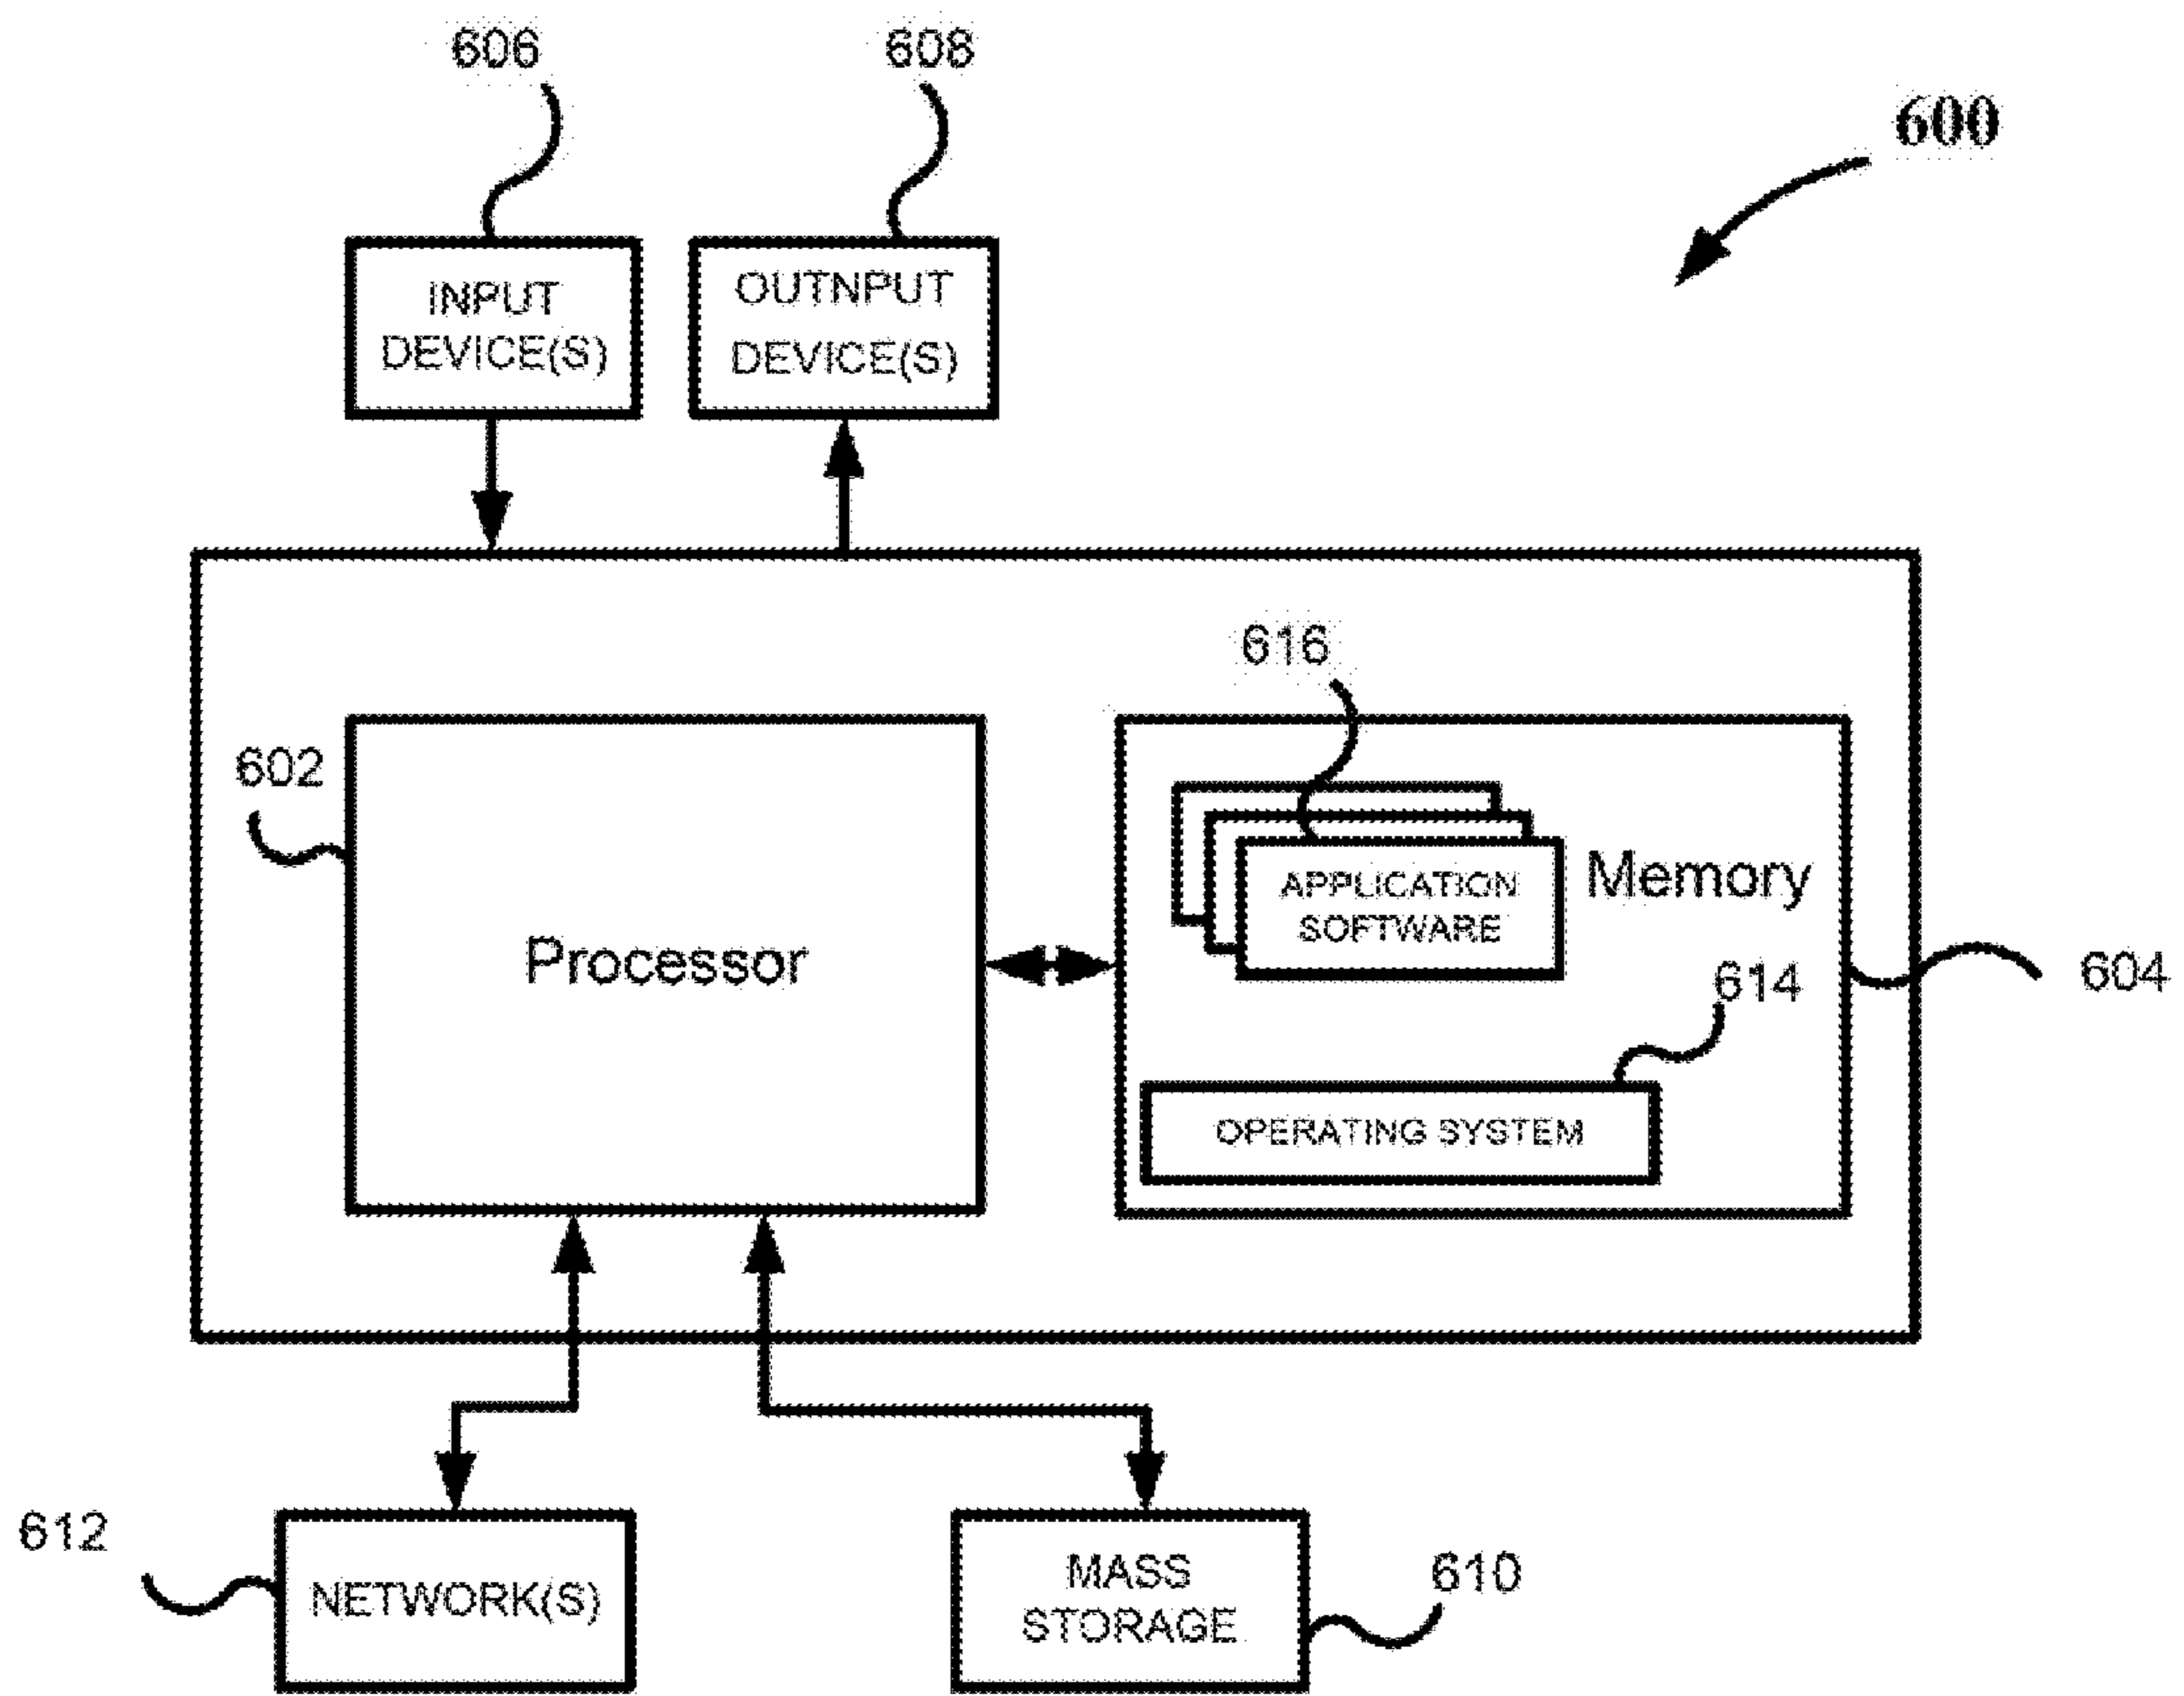 606
608
600
INPUT
DEVICE(S)
OUTNPUT
DEVICE(S)
616
602
APPLICATION
SOFTWARE
Memory
Processor
604
614
OPERATING SYSTEM
612
NETWORK(S)
MASS
STORAGE
610